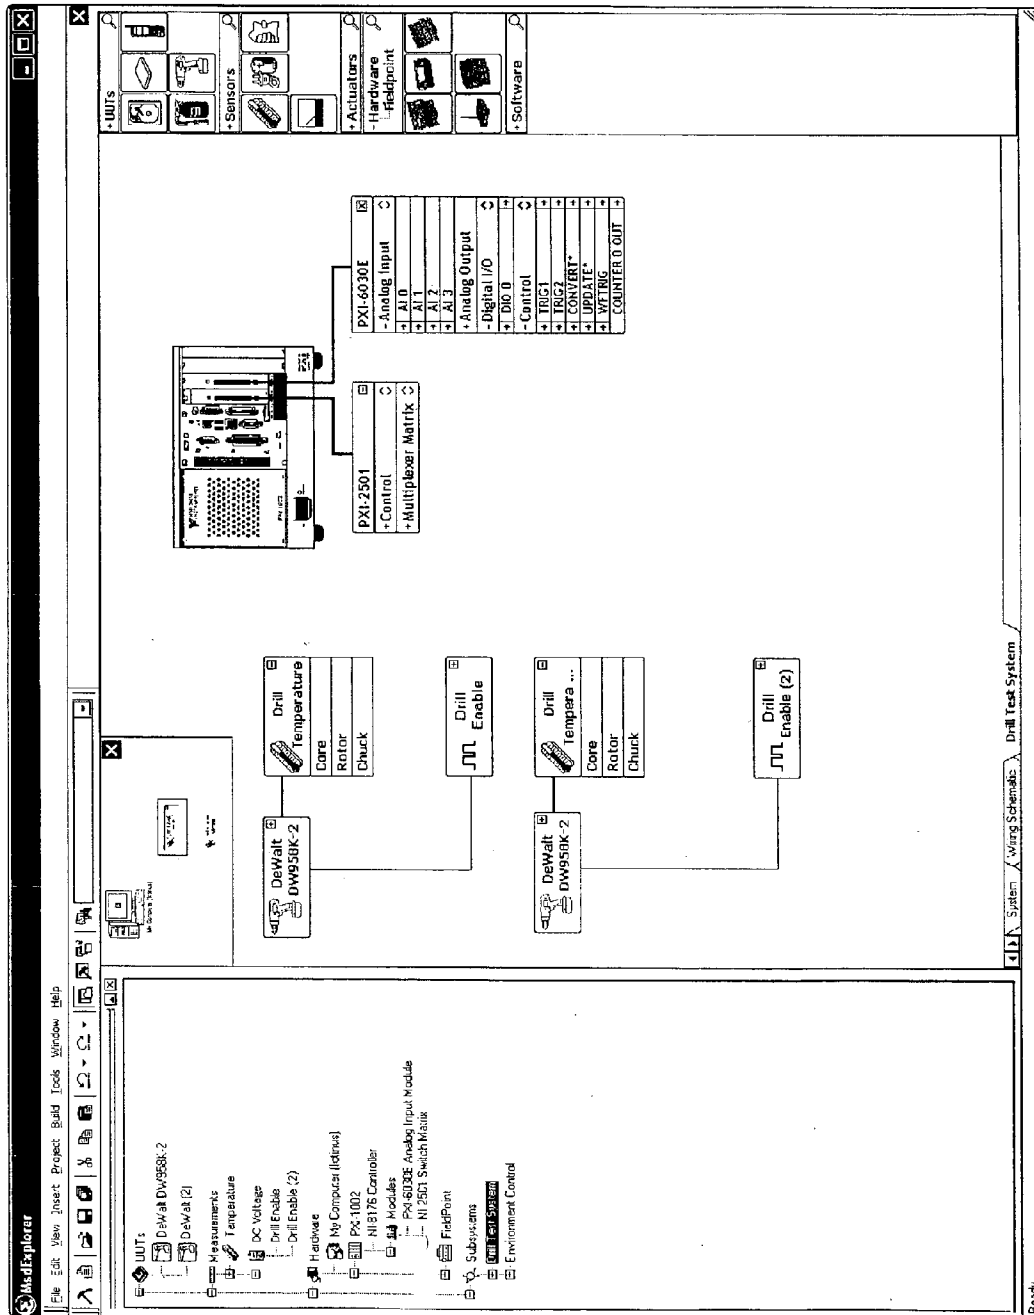 MsdExplorer
File Edit View Insert Project Build Tools Window Help
UUTs
DeWalt DW958K-2
DeWalt (2)
Measurements
Temperature
DC Voltage
Drill Enable
Drill Enable (2)
Hardware
My Computer
PXI-1002
NI-8176 Controller
Modules
PXI-6030E Analog Input Module
NI 2501 Switch Matrix
FieldPoint
Subsystems
Drill Test System
Environment Control
DeWalt
DW958K-2
Drill
Temperature
Core
Rotor
Chuck
Drill
Enable
DeWalt
DW958K-2
Drill
Tempera ...
Core
Rotor
Chuck
Drill
Enable (2)
PXI-2501
+ Control
+ Multiplexer Matrix
PXI-6030E
- Analog Input
+ AI 0
+ AI 1
+ AI 2
+ AI 3
+ Analog Output
- Digital I/O
+ DIO 0 +
- Control
+ TRIG1 +
+ TRIG2 +
+ CONVERT* +
+ UPDATE* +
+ WFTRIG +
COUNTER 0 OUT +
+ UUTs
+ Sensors
+ Actuators
- Hardware
Fieldpoint
+ Software
System
Wiring Schematic
Drill Test System
Ready